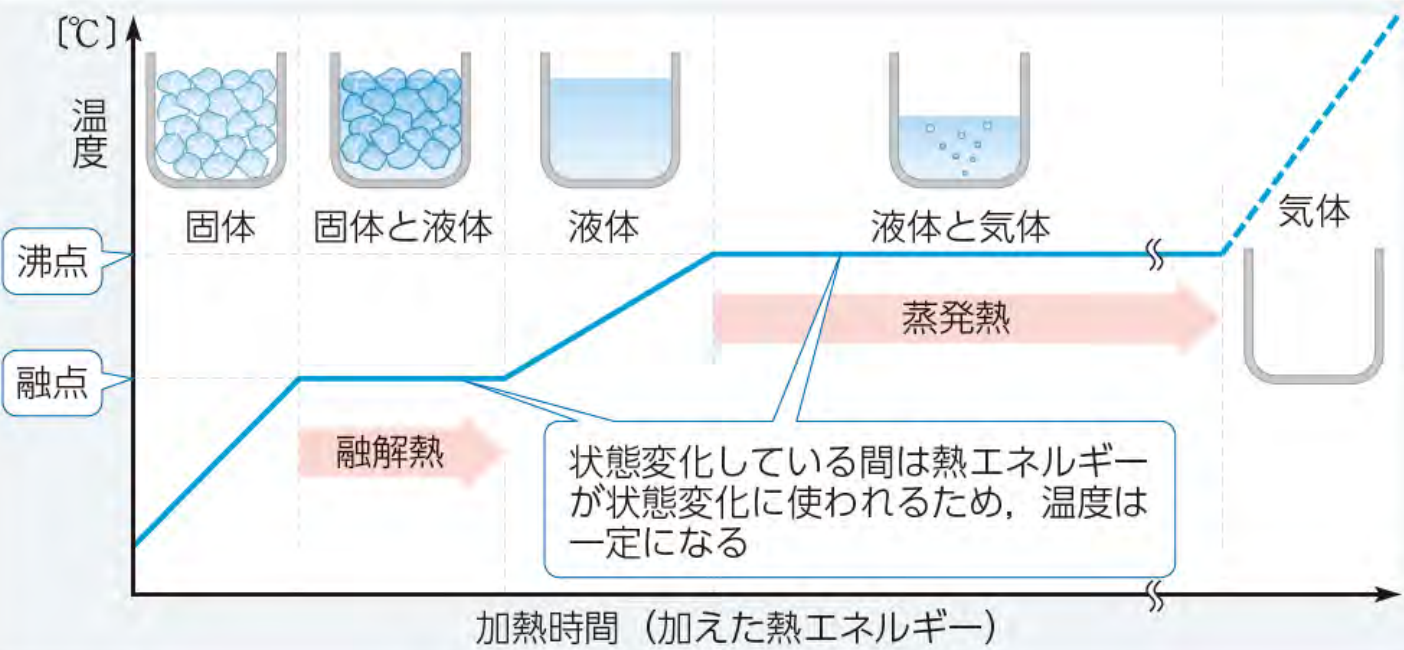 〔℃〕
温度
固体
固体と液体
液体
液体と気体
気体
沸点
蒸発熱
融点
融解熱
状態変化している間は熱エネルギー
が状態変化に使われるため，温度は
一定になる
加熱時間（加えた熱エネルギー）